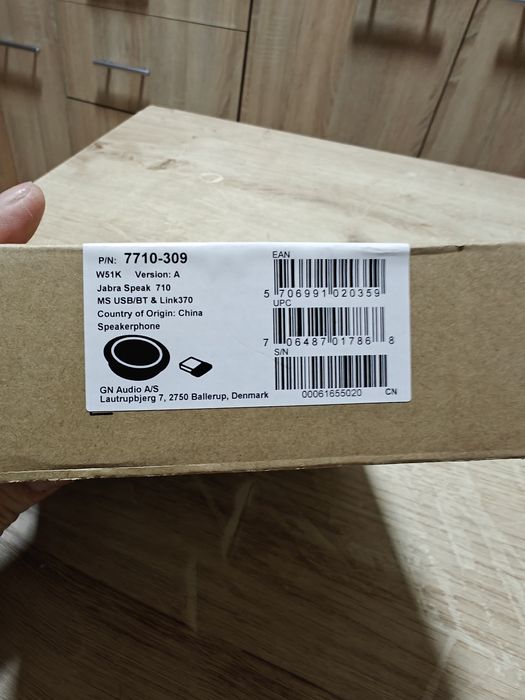 P/N: 7710-309
W51K Version: A
Jabra Speak 710
MS USB/BT & Link370
Country of Origin: China
Speakerphone
GN Audio A/S
Lautrupbjerg 7, 2750 Ballerup, Denmark
EAN
5 706991 020359
UPC
7 06487 01786 8
S/N
00061655020
CN